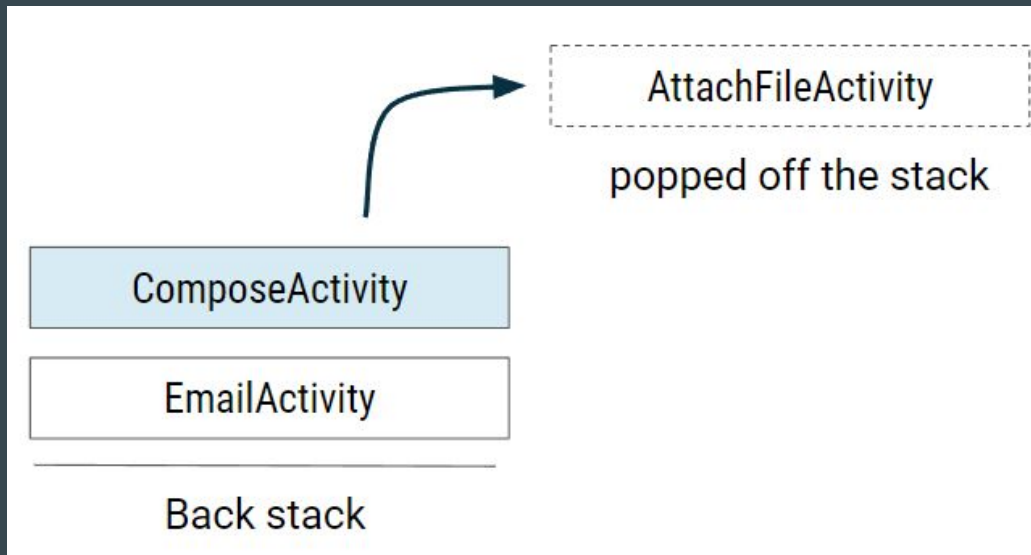 AttachFileActivity
popped off the stack
ComposeActivity
EmailActivity
Back stack